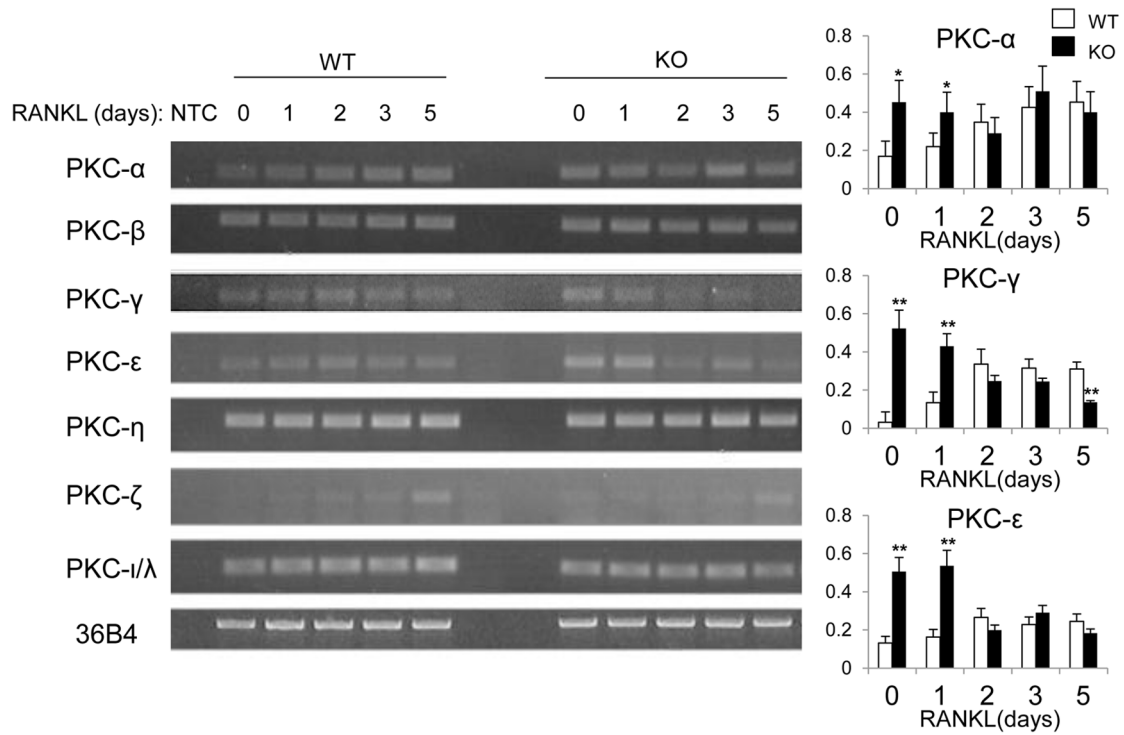 WT KO
RANKL (days): NTC 0 1 2 3 5 0 1 2 3 5
PKC-α
PKC-β
PKC-γ
PKC-ε
PKC-η
PKC-ζ
PKC-ι/λ
36B4
WT
KO
PKC-α
0.8
0.6
0.4
0.2
0
* *
0 1 2 3 5
RANKL(days)
PKC-γ
0.8
0.6
0.4
0.2
0
** ** **
0 1 2 3 5
RANKL(days)
PKC-ε
0.8
0.6
0.4
0.2
0
** **
0 1 2 3 5
RANKL(days)